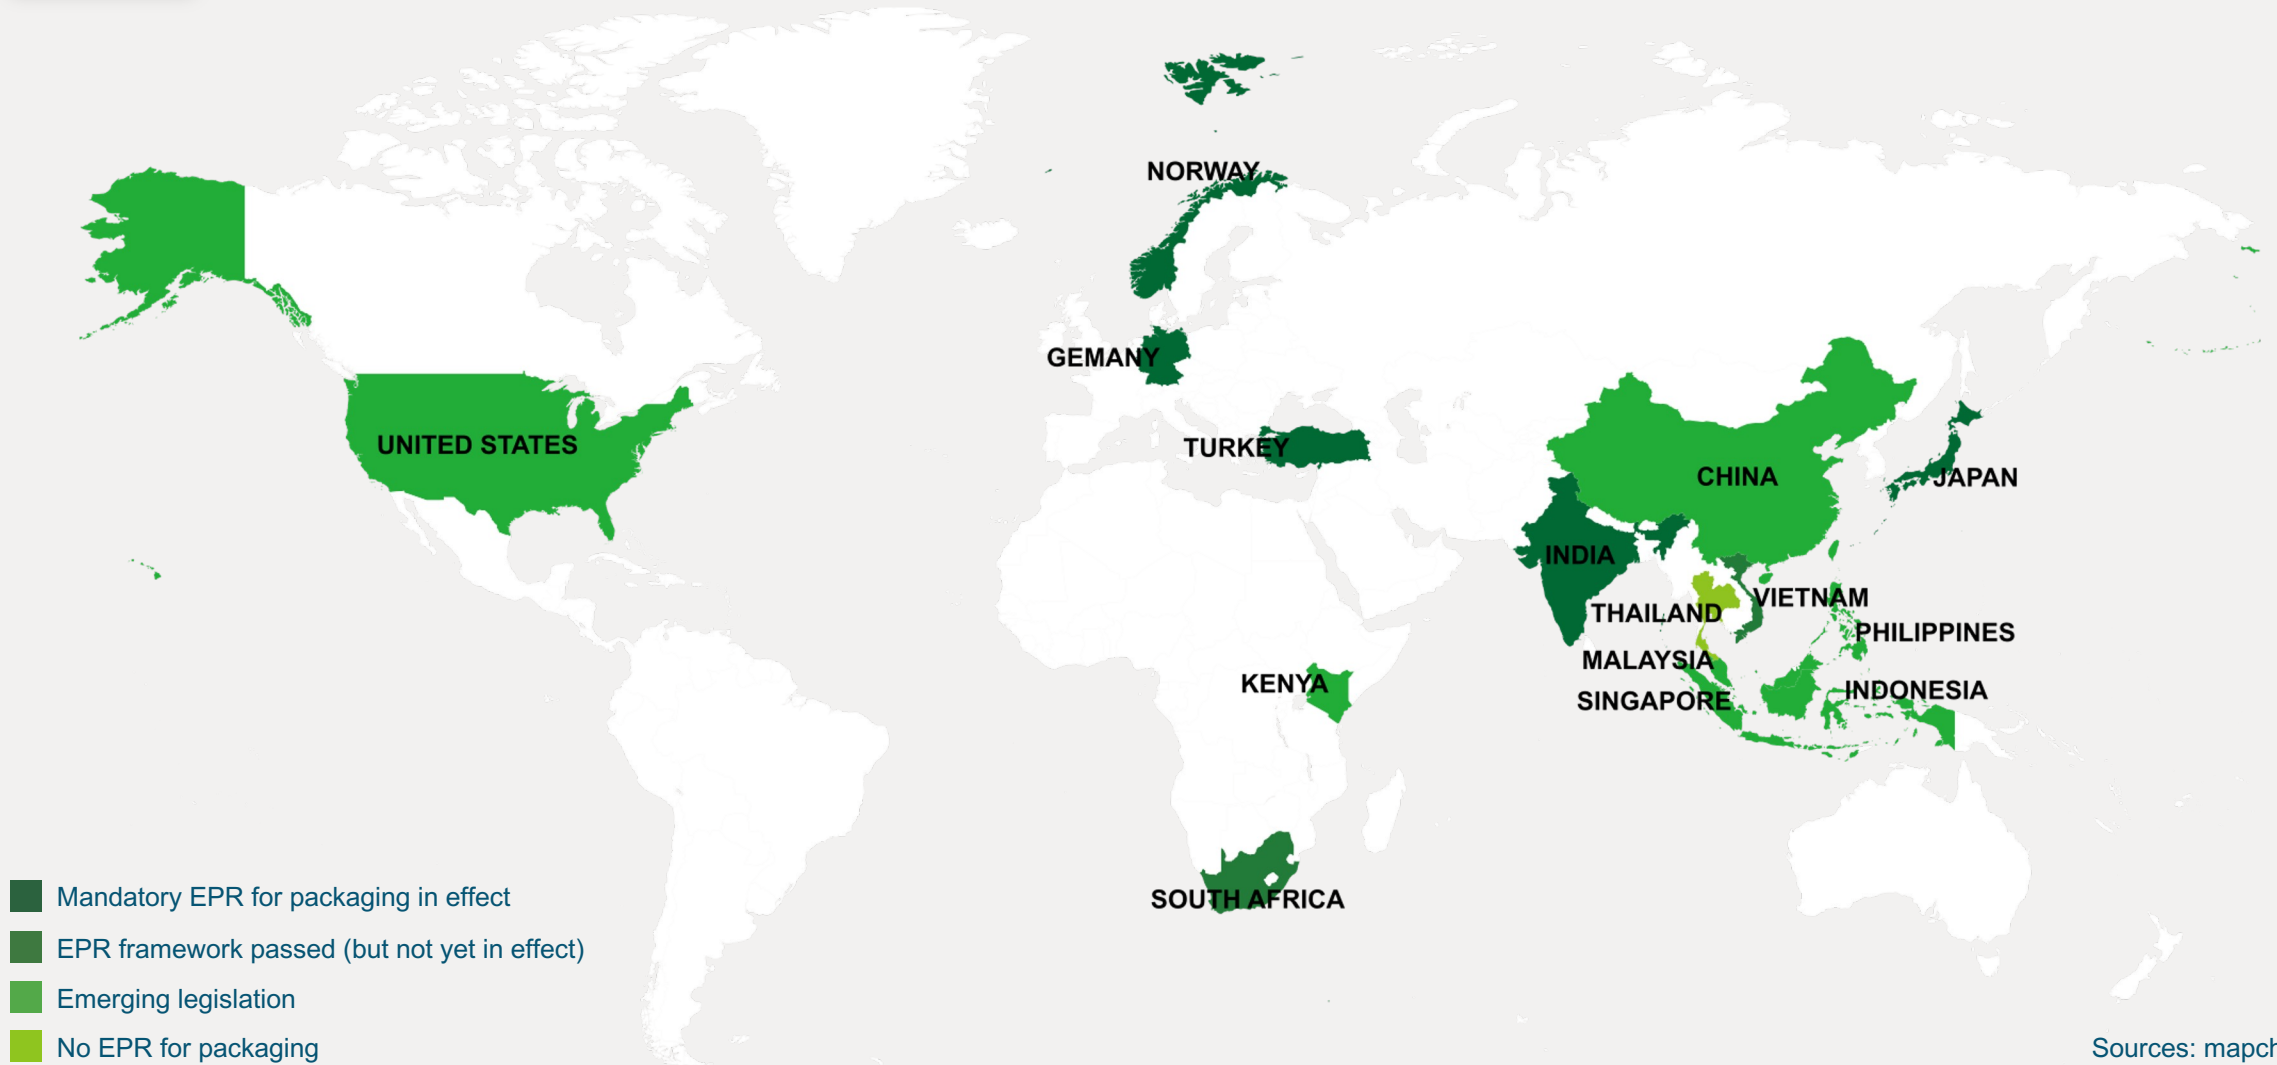 NORWAY
GEMANY
UNITED STATES
TURKEY
CHINA
JAPAN
INDIA
VIETNAM
THAILAND
PHILIPPINES
MALAYSIA
KENYA
INDONESIA
SINGAPORE
SOUTH AFRICA
Mandatory EPR for packaging in effect
EPR framework passed (but not yet in effect)
Emerging legislation
No EPR for packaging
Sources: mapch